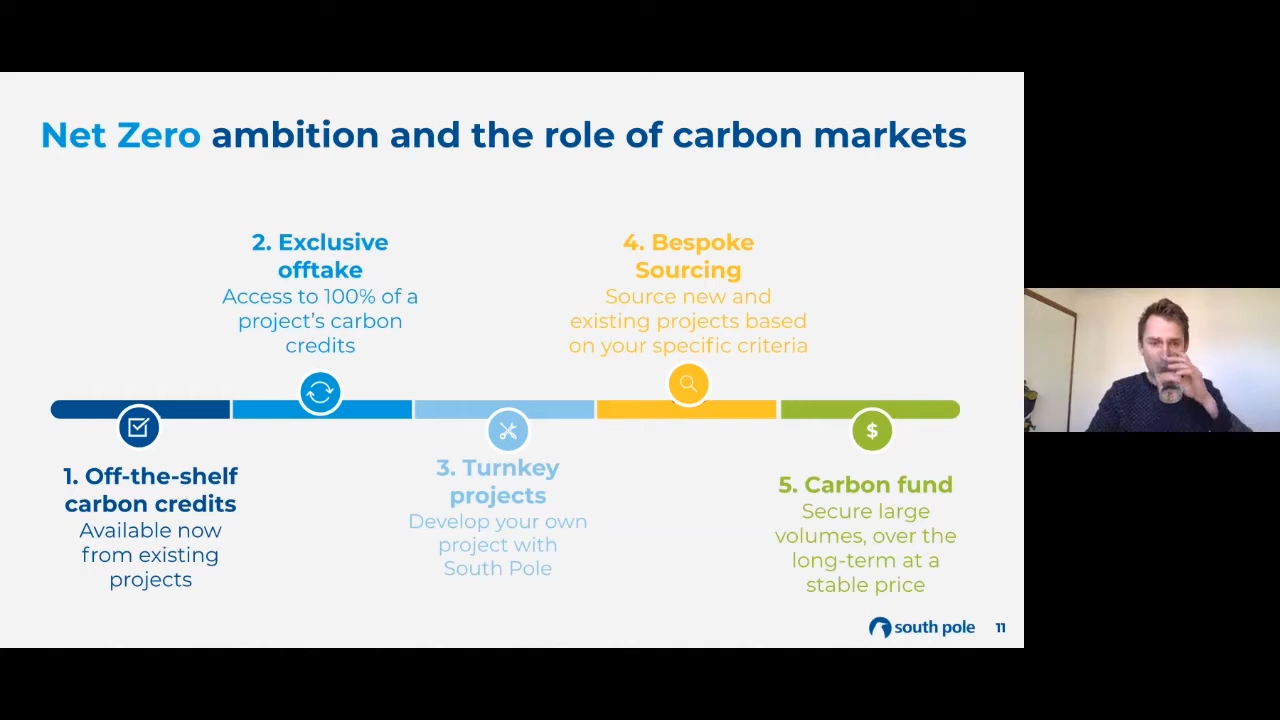 Net Zero ambition and the role of carbon markets
1. Off-the-shelf
carbon credits
Available now
from existing
projects
2. Exclusive
offtake
Access to 100% of a
project's carbon
credits
3. Turnkey
projects
Develop your own
project with
South Pole
4. Bespoke
Sourcing
Source new and
existing projects based
on your specific criteria
5. Carbon fund
Secure large
volumes, over the
long-term at a
stable price
$
south pole
11